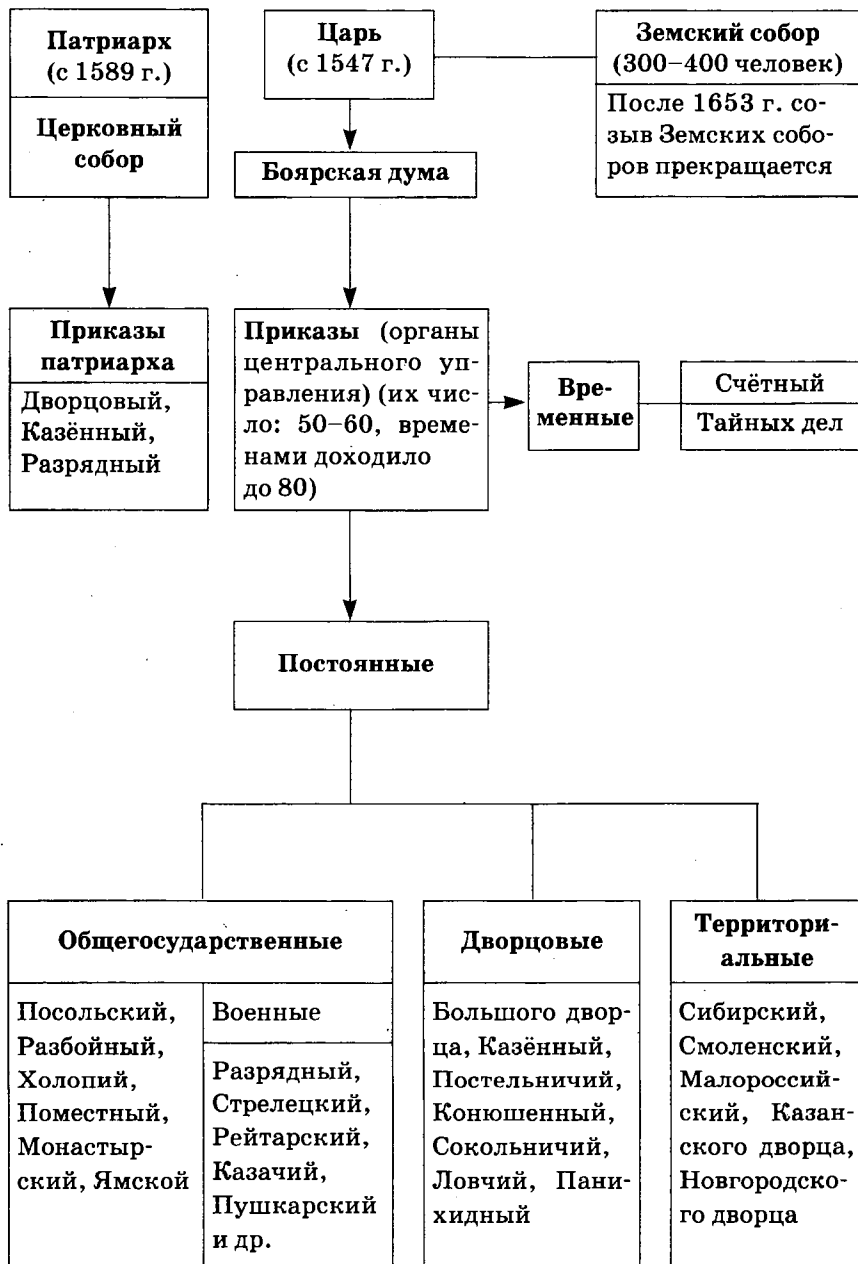 Патриарх
(с 1589 г.)
Церковный
собор
Царь
(с 1547 г.)
Земский собор
(300–400 человек)
После 1653 г. со-
зыв Земских собо-
ров прекращается
Боярская дума
Приказы
патриарха
Дворцовый,
Казённый,
Разрядный
Приказы (органы
центрального уп-
равления) (их чис-
ло: 50–60, време-
нами доходило
до 80)
Вре-
менные
Счётный
Тайных дел
Постоянные
Общегосударственные
Посольский,
Разбойный,
Холопий,
Поместный,
Монастыр-
ский, Ямской
Военные
Разрядный,
Стрелецкий,
Рейтарский,
Казачий,
Пушкарский
и др.
Дворцовые
Большого двор-
ца, Казённый,
Постельничий,
Конюшенный,
Сокольничий,
Ловчий, Пани-
хидный
Территори-
альные
Сибирский,
Смоленский,
Малороссий-
ский, Казан-
ского дворца,
Новгородско-
го дворца